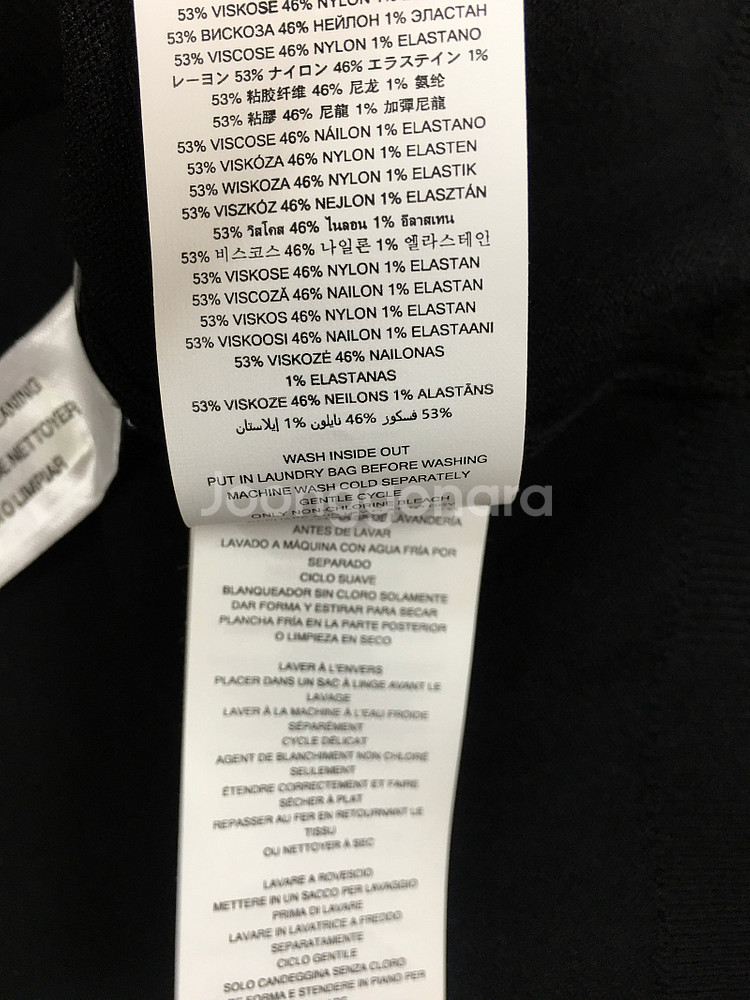 53% VISKOSE 46% NYLON
53% ВИСКОЗА 46% НЕЙЛОН 1% ЭЛАСТАН
53% VISCOSE 46% NYLON 1% ELASTANO
レーヨン 53% ナイロン 46% エラステイン 1%
53% 粘胶纤维 46% 尼龙 1% 氨纶
53% 粘膠 46% 尼龍 1% 加彈尼龍
53% VISCOSE 46% NÁILON 1% ELASTANO
53% VISKÓZA 46% NYLON 1% ELASTEN
53% WISKOZA 46% NYLON 1% ELASTIK
53% VISZKÓZ 46% NEJLON 1% ELASZTÁN
53% วิสโคส 46% ไนลอน 1% อีลาสเทน
53% 비스코스 46% 나일론 1% 엘라스테인
53% VISKOSE 46% NYLON 1% ELASTAN
53% VISCOZĂ 46% NAILON 1% ELASTAN
53% VISKOS 46% NYLON 1% ELASTAN
53% VISKOOSI 46% NAILON 1% ELASTAANI
53% VISKOZĖ 46% NAILONAS
1% ELASTANAS
53% VISKOZE 46% NEILONS 1% ALASTĀNS
53% فسكوز 46% نايلون 1% إيلاستان
WASH INSIDE OUT
PUT IN LAUNDRY BAG BEFORE WASHING
MACHINE WASH COLD SEPARATELY
GENTLE CYCLE
ONLY NON-CHLORINE BLEACH
Joonggonara
DE LAVANDERÍA
ANTES DE LAVAR
LAVADO A MÁQUINA CON AGUA FRÍA POR
SEPARADO
CICLO SUAVE
BLANQUEADOR SIN CLORO SOLAMENTE
DAR FORMA Y ESTIRAR PARA SECAR
PLANCHA FRÍA EN LA PARTE POSTERIOR
O LIMPIEZA EN SECO
LAVER À L'ENVERS
PLACER DANS UN SAC À LINGE AVANT LE
LAVAGE
LAVER À LA MACHINE À L'EAU FROIDE
SÉPARÉMENT
CYCLE DÉLICAT
AGENT DE BLANCHIMENT NON CHLORÉ
SEULEMENT
ÉTENDRE CORRECTEMENT ET FAIRE
SÉCHER À PLAT
REPASSER AU FER EN RETOURNANT LE
TISSU
OU NETTOYER À SEC
LAVARE A ROVESCIO
METTERE IN UN SACCO PER LAVAGGIO
PRIMA DI LAVARE
LAVARE IN LAVATRICE A FREDDO
SEPARATAMENTE
CICLO GENTILE
SOLO CANDEGGINA SENZA CLORO
FORMA E STENDERE IN PIANO PER
NETTOYER
LIMPIAR